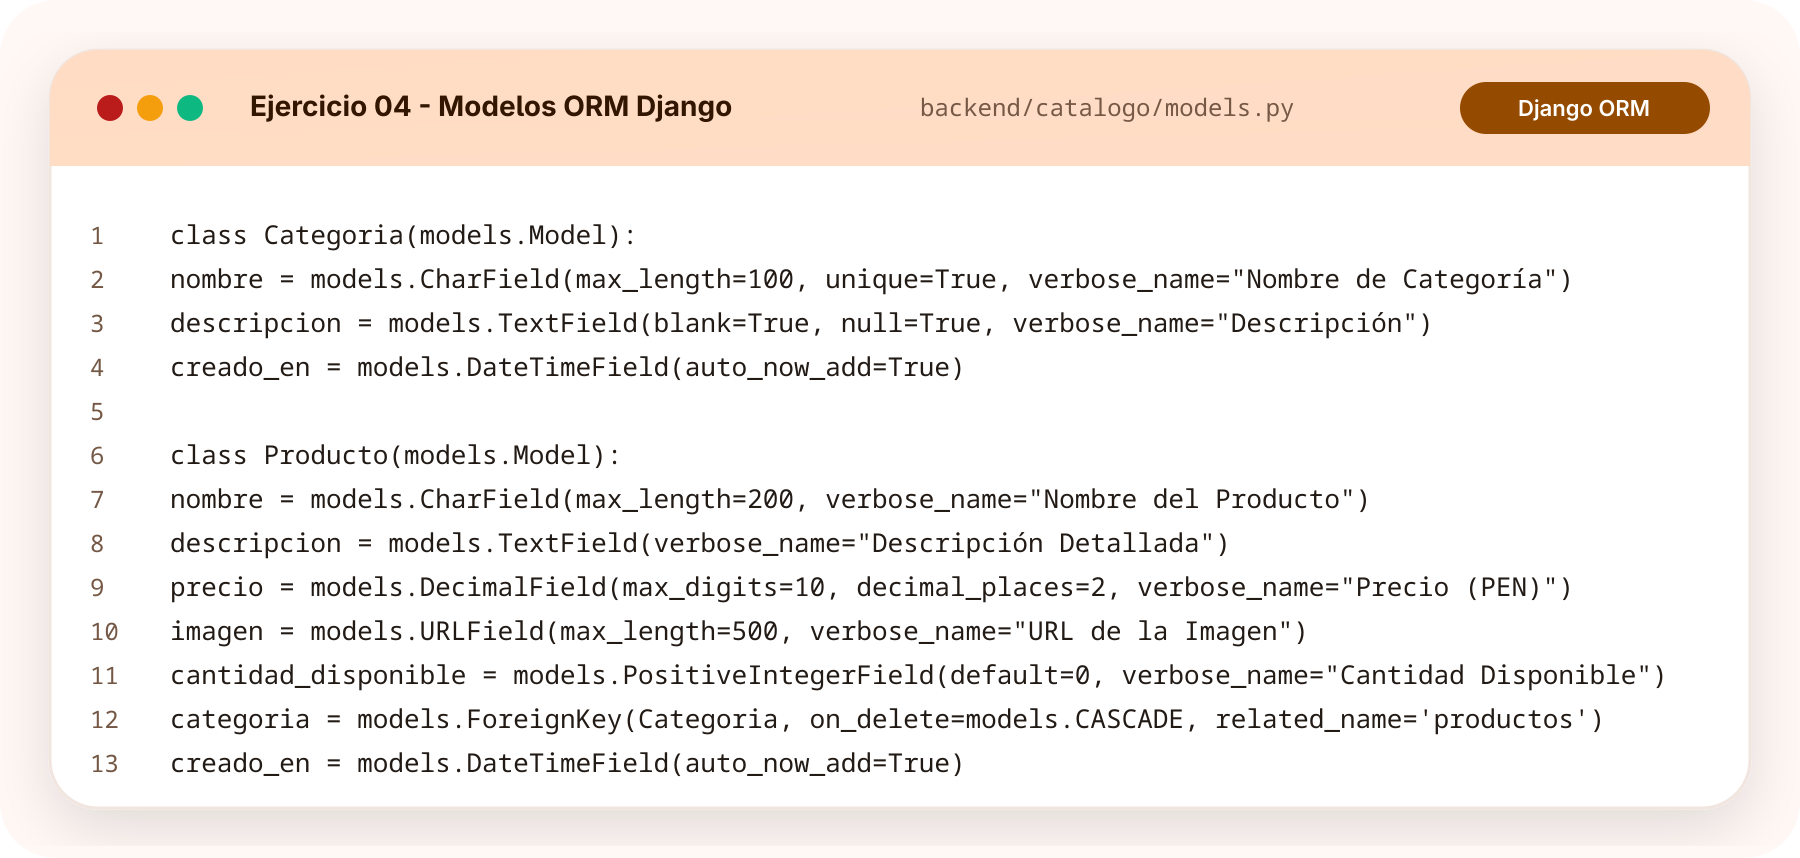 Ejercicio 04 - Modelos ORM Django
backend/catalogo/models.py
Django ORM
1 class Categoria(models.Model):
2 nombre = models.CharField(max_length=100, unique=True, verbose_name="Nombre de Categoría")
3 descripcion = models.TextField(blank=True, null=True, verbose_name="Descripción")
4 creado_en = models.DateTimeField(auto_now_add=True)
5
6 class Producto(models.Model):
7 nombre = models.CharField(max_length=200, verbose_name="Nombre del Producto")
8 descripcion = models.TextField(verbose_name="Descripción Detallada")
9 precio = models.DecimalField(max_digits=10, decimal_places=2, verbose_name="Precio (PEN)")
10 imagen = models.URLField(max_length=500, verbose_name="URL de la Imagen")
11 cantidad_disponible = models.PositiveIntegerField(default=0, verbose_name="Cantidad Disponible")
12 categoria = models.ForeignKey(Categoria, on_delete=models.CASCADE, related_name='productos')
13 creado_en = models.DateTimeField(auto_now_add=True)